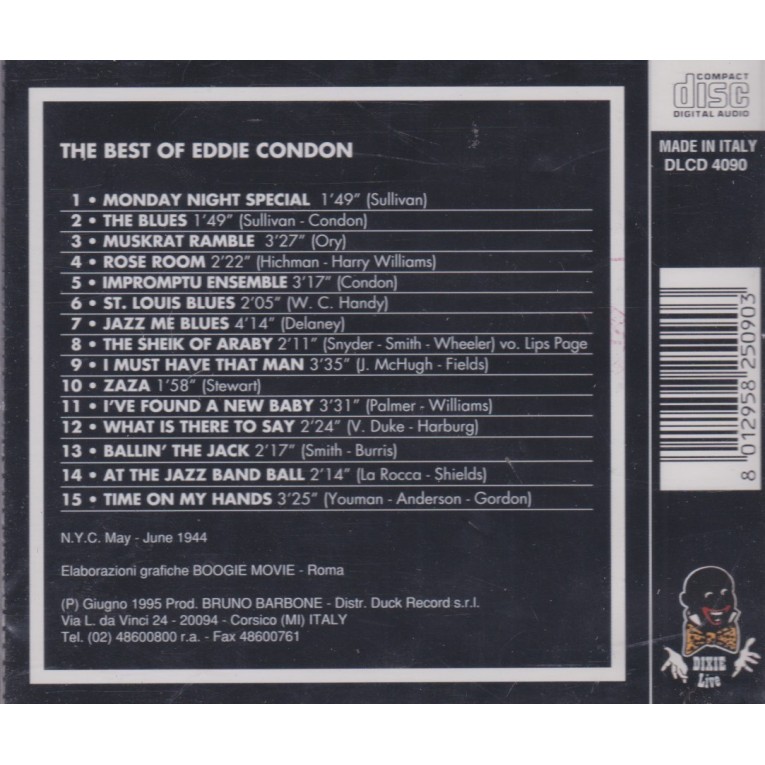 THE BEST OF EDDIE CONDON
1 • MONDAY NIGHT SPECIAL 1'49" (Sullivan)
2 • THE BLUES 1'49" (Sullivan - Condon)
3 • MUSKRAT RAMBLE 3'27" (Ory)
4 • ROSE ROOM 2'22" (Hichman - Harry Williams)
5 • IMPROMPTU ENSEMBLE 3'17" (Condon)
6 • ST. LOUIS BLUES 2'05" (W. C. Handy)
7 • JAZZ ME BLUES 4'14" (Delaney)
8 • THE SHEIK OF ARABY 2'11" (Snyder - Smith - Wheeler) vo. Lips Page
9 • I MUST HAVE THAT MAN 3'35" (J. McHugh - Fields)
10 • ZAZA 1'58" (Stewart)
11 • I'VE FOUND A NEW BABY 3'31" (Palmer - Williams)
12 • WHAT IS THERE TO SAY 2'24" (V. Duke - Harburg)
13 • BALLIN' THE JACK 2'17" (Smith - Burris)
14 • AT THE JAZZ BAND BALL 2'14" (La Rocca - Shields)
15 • TIME ON MY HANDS 3'25" (Youman - Anderson - Gordon)
N.Y.C. May - June 1944
Elaborazioni grafiche BOOGIE MOVIE - Roma
(P) Giugno 1995 Prod. BRUNO BARBONE - Distr. Duck Record s.r.l.
Via L. da Vinci 24 - 20094 - Corsico (MI) ITALY
Tel. (02) 48600800 r.a. - Fax 48600761
COMPACT
disc
DIGITAL AUDIO
MADE IN ITALY
DLCD 4090
8 012958 250903
DIXIE
Live